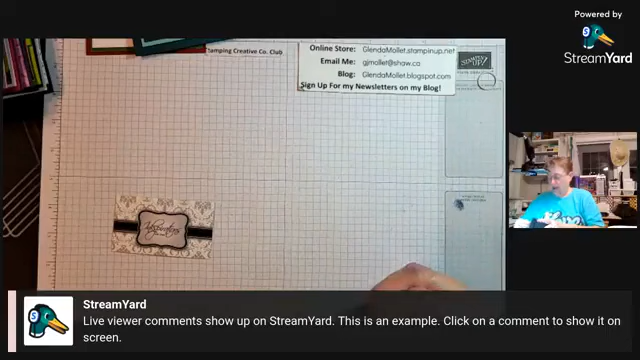 Powered by
StreamYard
Stamping Creative Co. Club
Online Store: GlendaMollet.stampinup.net
Email Me: gjmollet@shaw.ca
Blog: GlendaMollet.blogspot.com
Sign Up For my Newsletters on my Blog!
STAMPIN' UP!
StreamYard
Live viewer comments show up on StreamYard. This is an example. Click on a comment to show it on
screen.